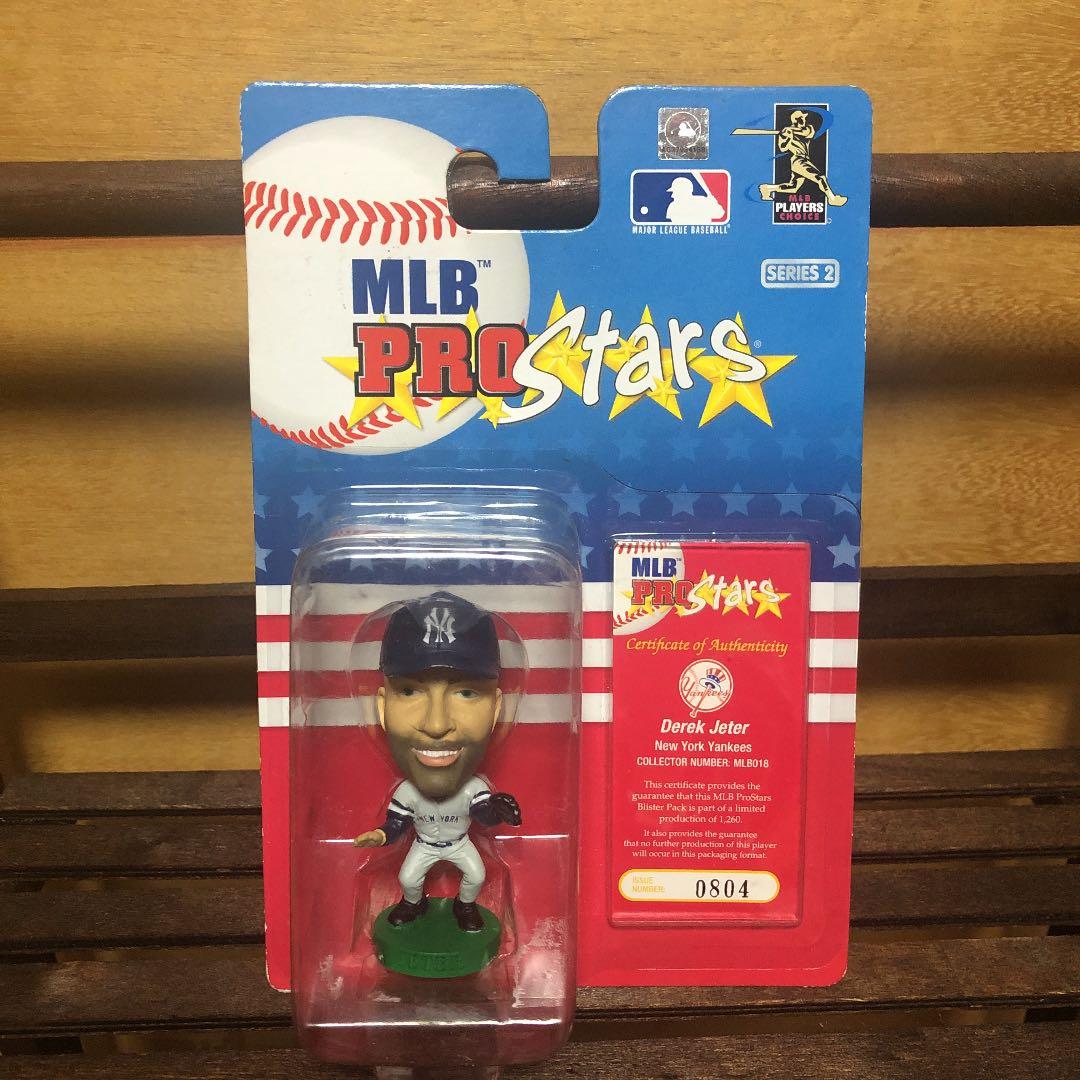 MLB™
PROStars®
MAJOR LEAGUE BASEBALL®
MLB
PLAYERS
CHOICE
SERIES 2
NY
NEW YORK
MLB™
PROStars
Certificate of Authenticity
Yankees
Derek Jeter
New York Yankees
COLLECTOR NUMBER: MLB018
This certificate provides the
guarantee that this MLB ProStars
Blister Pack is part of a limited
production of 1,260.
It also provides the guarantee
that no further production of this player
will occur in this packaging format.
ISSUE
NUMBER: 0804